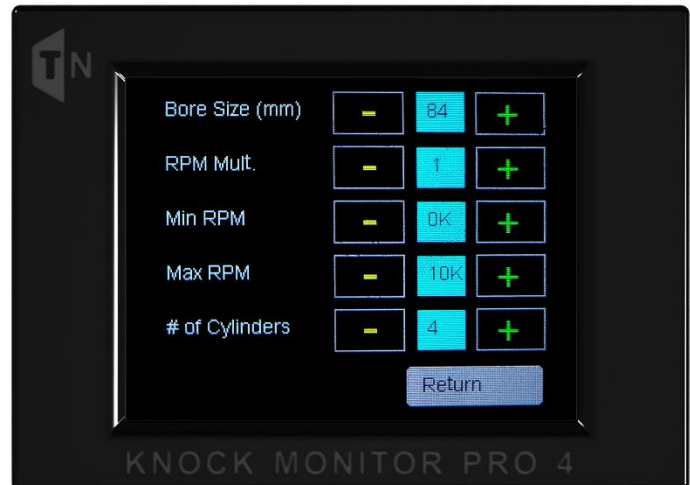 TN
Bore Size (mm) - 84 +
RPM Mult. - 1 +
Min RPM - 0K +
Max RPM - 10K +
# of Cylinders - 4 +
Return
KNOCK MONITOR PRO 4